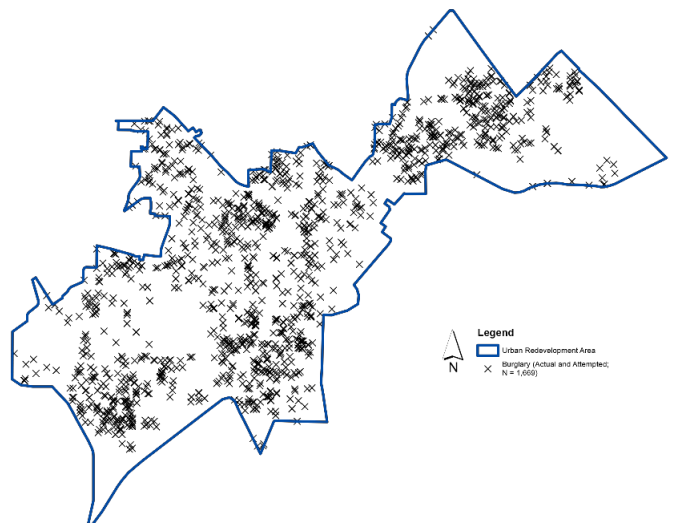 Legend
Urban Redevelopment Area
Burglary (Actual and Attempted;
N = 1,669)
N